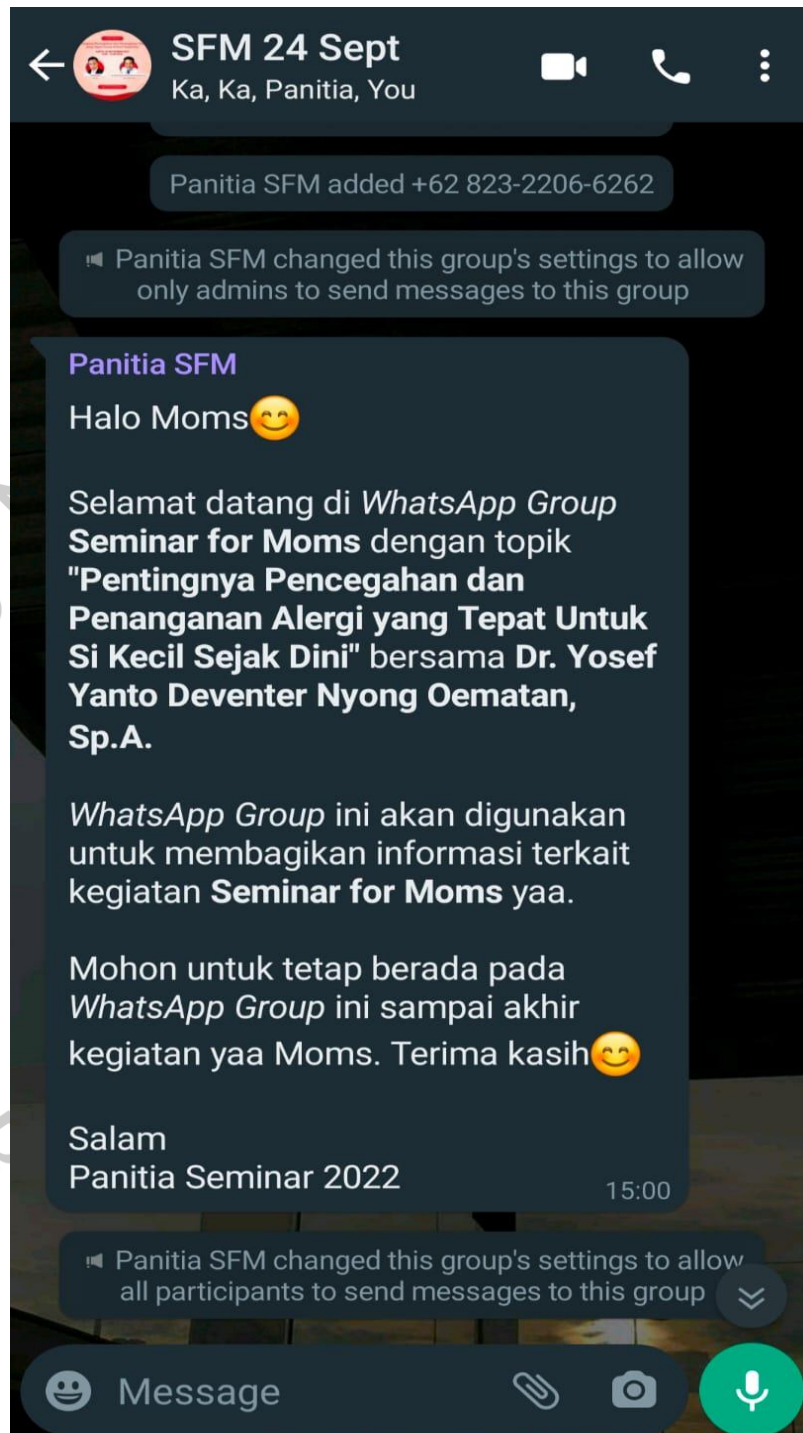 SFM 24 Sept
Ka, Ka, Panitia, You
Panitia SFM added +62 823-2206-6262
Panitia SFM changed this group's settings to allow
only admins to send messages to this group
Panitia SFM
Halo Moms😊
Selamat datang di WhatsApp Group
Seminar for Moms dengan topik
"Pentingnya Pencegahan dan
Penanganan Alergi yang Tepat Untuk
Si Kecil Sejak Dini" bersama Dr. Yosef
Yanto Deventer Nyong Oematan,
Sp.A.
WhatsApp Group ini akan digunakan
untuk membagikan informasi terkait
kegiatan Seminar for Moms yaa.
Mohon untuk tetap berada pada
WhatsApp Group ini sampai akhir
kegiatan yaa Moms. Terima kasih😊
Salam
Panitia Seminar 2022
15:00
Panitia SFM changed this group's settings to allow
all participants to send messages to this group
Message